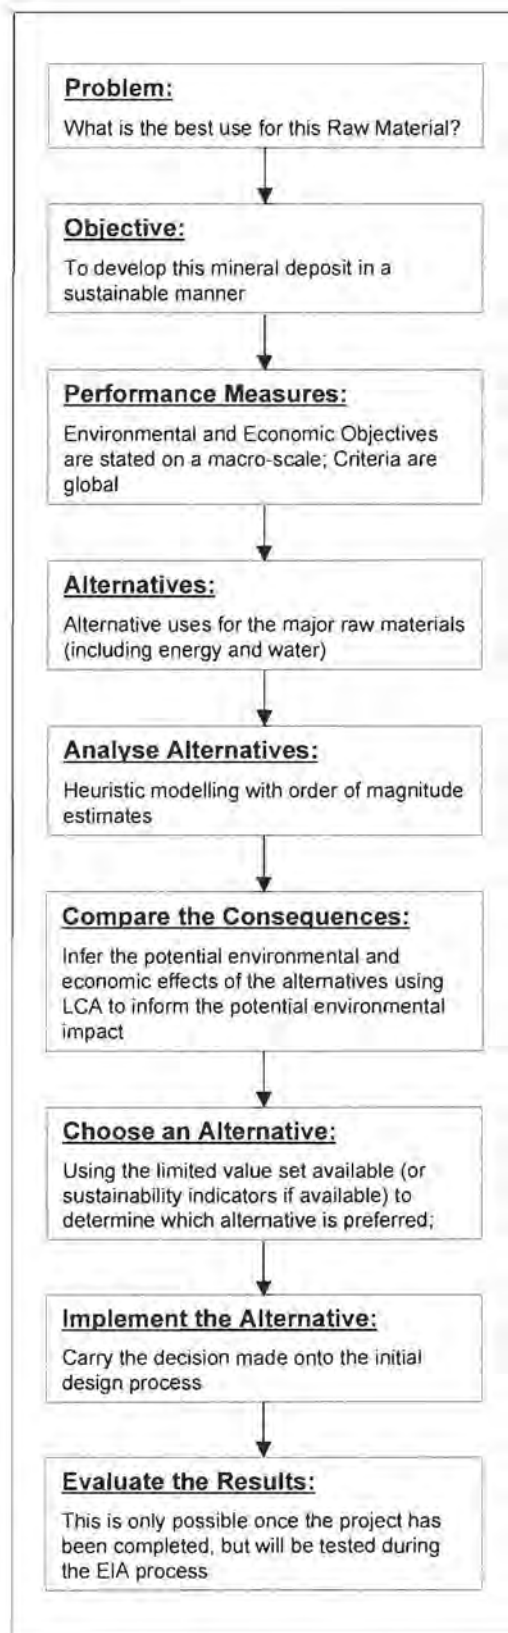 Problem:
What is the best use for this Raw Material?
Objective:
To develop this mineral deposit in a
sustainable manner
Performance Measures:
Environmental and Economic Objectives
are stated on a macro-scale; Criteria are
global
Alternatives:
Alternative uses for the major raw materials
(including energy and water)
Analyse Alternatives:
Heuristic modelling with order of magnitude
estimates
Compare the Consequences:
Infer the potential environmental and
economic effects of the alternatives using
LCA to inform the potential environmental
impact
Choose an Alternative:
Using the limited value set available (or
sustainability indicators if available) to
determine which alternative is preferred;
Implement the Alternative:
Carry the decision made onto the initial
design process
Evaluate the Results:
This is only possible once the project has
been completed, but will be tested during
the EIA process